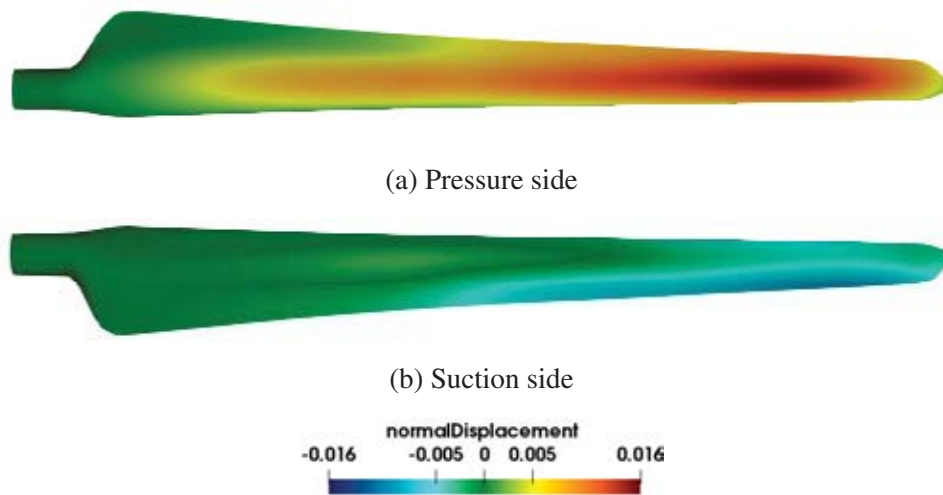 (a) Pressure side
(b) Suction side
normalDisplacement
-0.016 -0.005 0 0.005 0.016